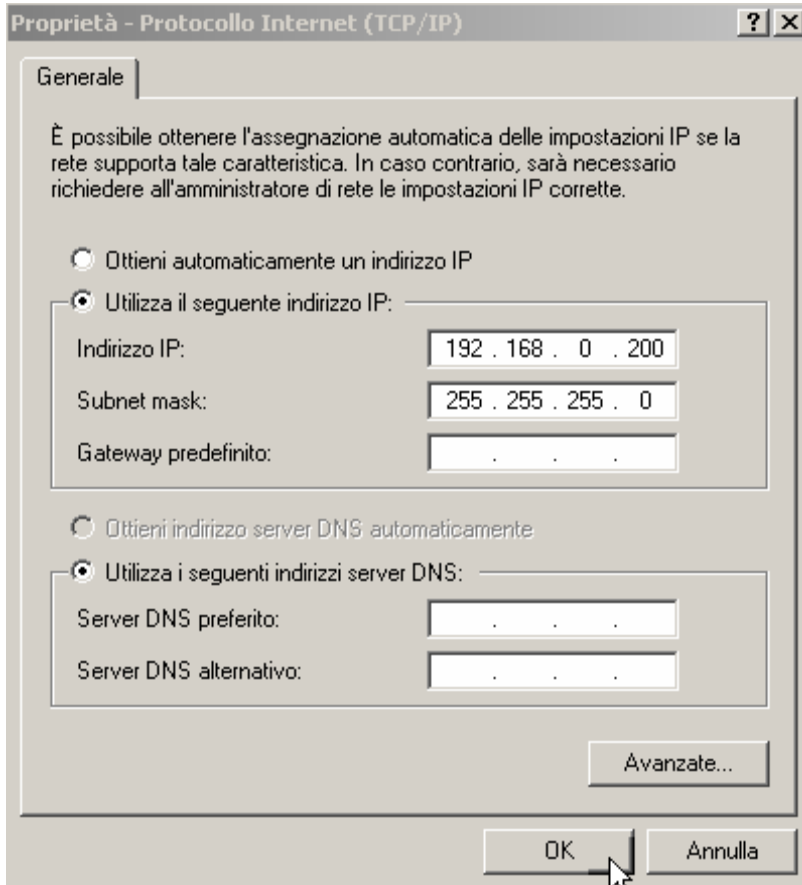 Proprietà - Protocollo Internet (TCP/IP)
Generale
È possibile ottenere l'assegnazione automatica delle impostazioni IP se la
rete supporta tale caratteristica. In caso contrario, sarà necessario
richiedere all'amministratore di rete le impostazioni IP corrette.
Ottieni automaticamente un indirizzo IP
Utilizza il seguente indirizzo IP:
Indirizzo IP: 192 . 168 . 0 . 200
Subnet mask: 255 . 255 . 255 . 0
Gateway predefinito: . . .
Ottieni indirizzo server DNS automaticamente
Utilizza i seguenti indirizzi server DNS:
Server DNS preferito: . . .
Server DNS alternativo: . . .
Avanzate...
OK Annulla